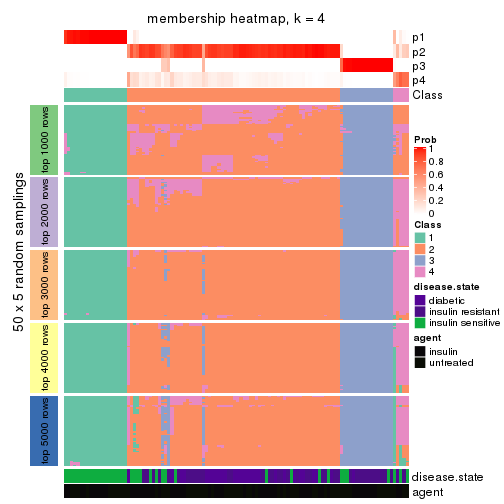 membership heatmap, k = 4
p1
p2
p3
p4
Class
50 x 5 random samplings
top 1000 rows
top 2000 rows
top 3000 rows
top 4000 rows
top 5000 rows
disease.state
agent
Prob
1
0.8
0.6
0.4
0.2
0
Class
1
2
3
4
disease.state
diabetic
insulin resistant
insulin sensitive
agent
insulin
untreated